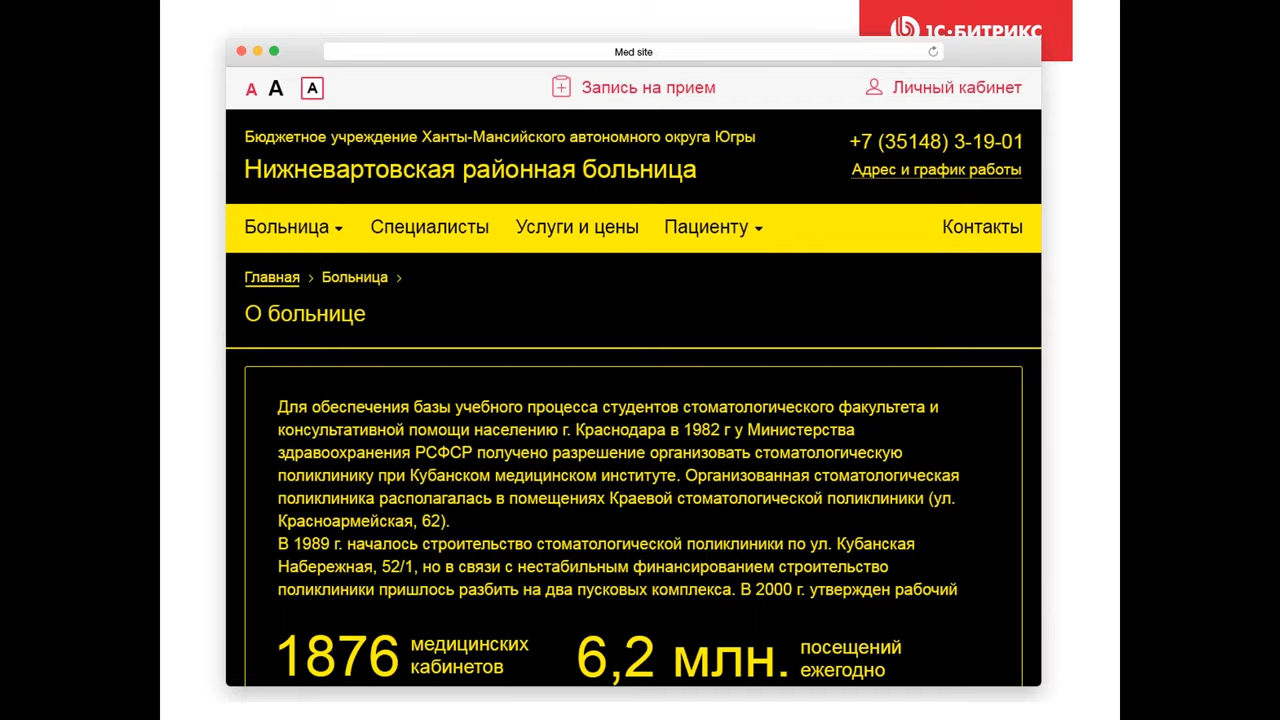 1С·БИТРИКС
Med site
А А А Запись на прием Личный кабинет
Бюджетное учреждение Ханты-Мансийского автономного округа Югры
Нижневартовская районная больница
+7 (35148) 3-19-01
Адрес и график работы
Больница Специалисты Услуги и цены Пациенту Контакты
Главная > Больница >
О больнице
Для обеспечения базы учебного процесса студентов стоматологического факультета и
консультативной помощи населению г. Краснодара в 1982 г у Министерства
здравоохранения РСФСР получено разрешение организовать стоматологическую
поликлинику при Кубанском медицинском институте. Организованная стоматологическая
поликлиника располагалась в помещениях Краевой стоматологической поликлиники (ул.
Красноармейская, 62).
В 1989 г. началось строительство стоматологической поликлиники по ул. Кубанская
Набережная, 52/1, но в связи с нестабильным финансированием строительство
поликлиники пришлось разбить на два пусковых комплекса. В 2000 г. утвержден рабочий
1876 медицинских
кабинетов
6,2 млн. посещений
ежегодно